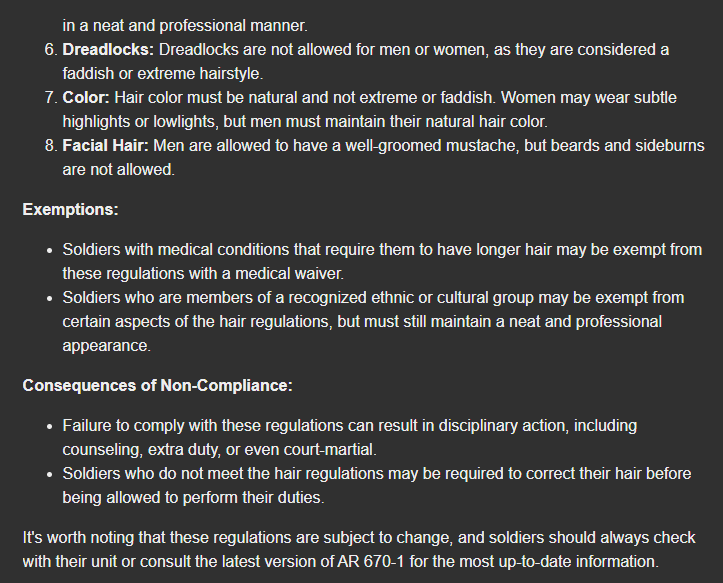 in a neat and professional manner.
6. Dreadlocks: Dreadlocks are not allowed for men or women, as they are considered a
faddish or extreme hairstyle.
7. Color: Hair color must be natural and not extreme or faddish. Women may wear subtle
highlights or lowlights, but men must maintain their natural hair color.
8. Facial Hair: Men are allowed to have a well-groomed mustache, but beards and sideburns
are not allowed.
Exemptions:
• Soldiers with medical conditions that require them to have longer hair may be exempt from
these regulations with a medical waiver.
• Soldiers who are members of a recognized ethnic or cultural group may be exempt from
certain aspects of the hair regulations, but must still maintain a neat and professional
appearance.
Consequences of Non-Compliance:
• Failure to comply with these regulations can result in disciplinary action, including
counseling, extra duty, or even court-martial.
• Soldiers who do not meet the hair regulations may be required to correct their hair before
being allowed to perform their duties.
It's worth noting that these regulations are subject to change, and soldiers should always check
with their unit or consult the latest version of AR 670-1 for the most up-to-date information.